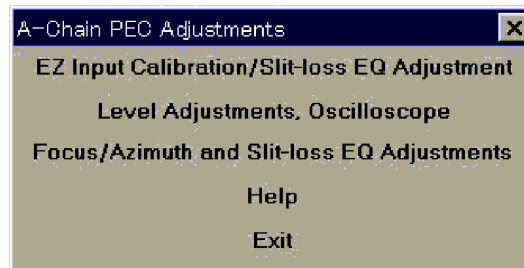 A-Chain PEC Adjustments
EZ Input Calibration/Slit-loss EQ Adjustment
Level Adjustments, Oscilloscope
Focus/Azimuth and Slit-loss EQ Adjustments
Help
Exit